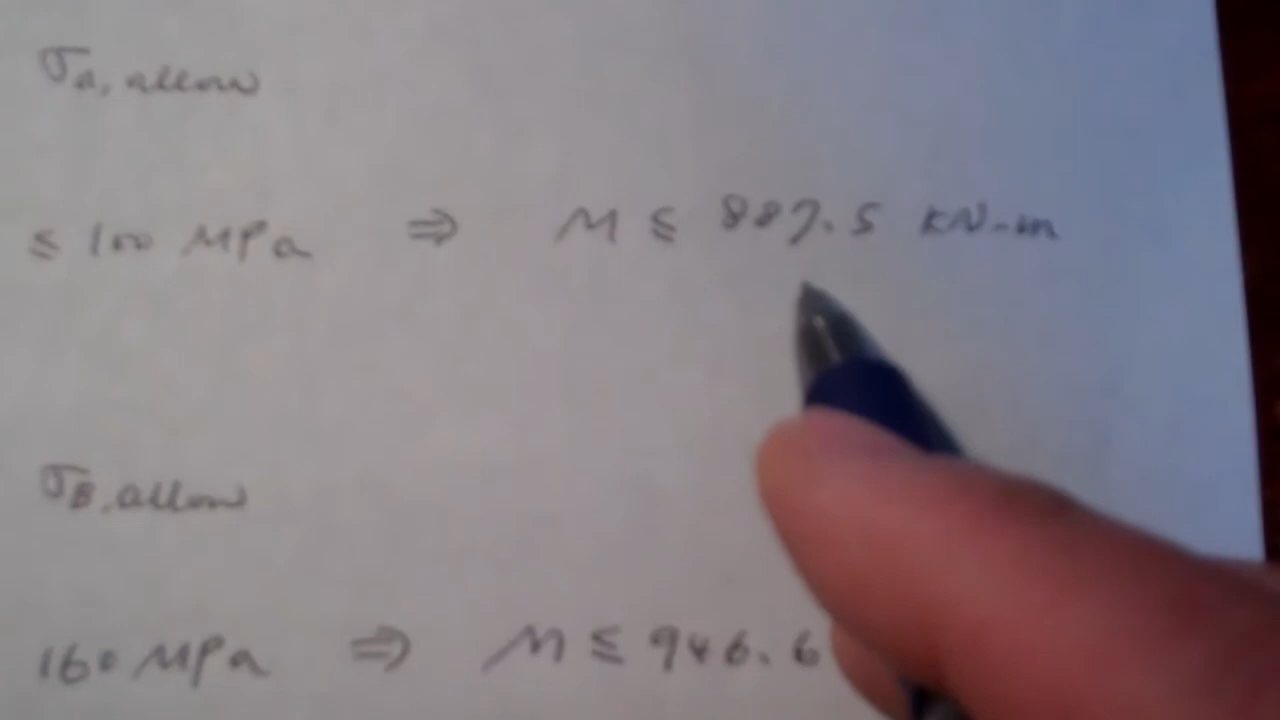 σa, allow
≤ 100 MPa ⇒ M ≤ 887.5 kN-m
σB, allow
160 MPa ⇒ M ≤ 946.6